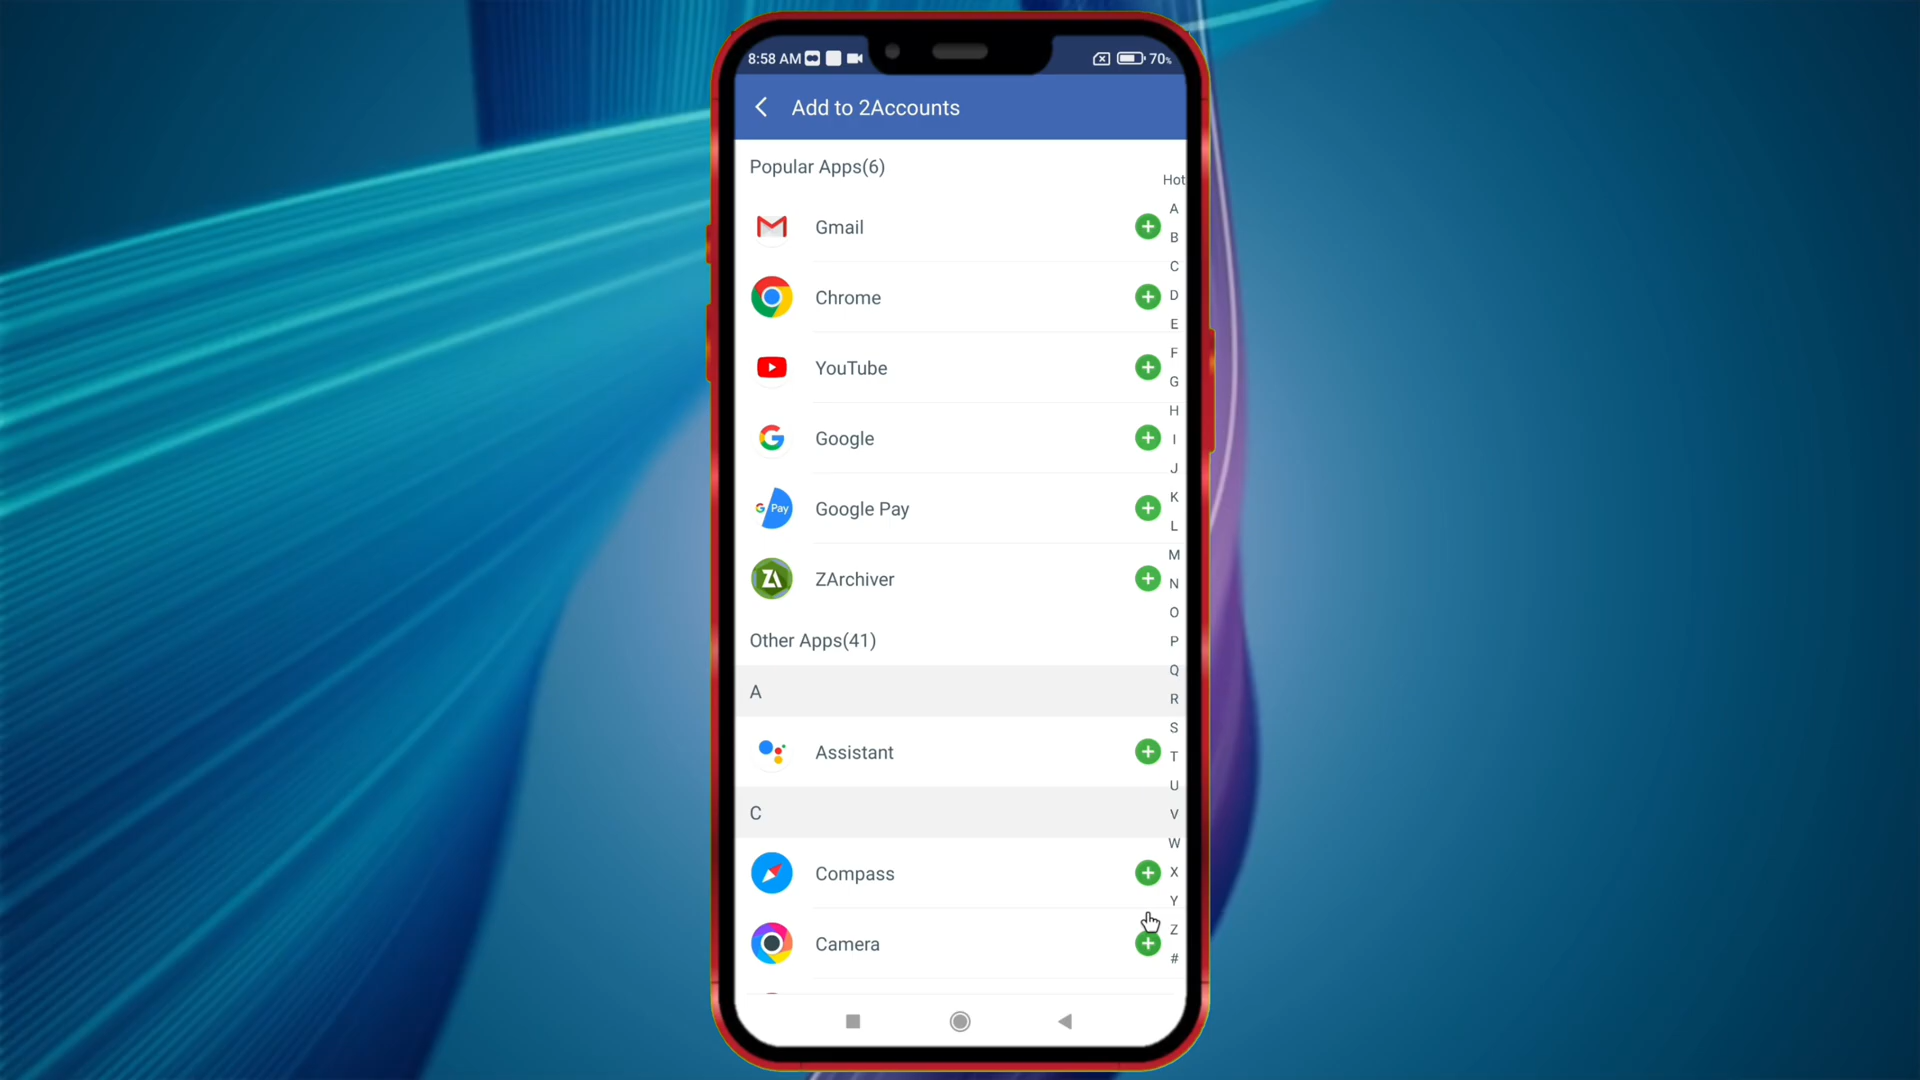 8:58 AM
70%
Add to 2Accounts
Popular Apps(6)
Hot
Gmail
Chrome
YouTube
Google
G Pay
Google Pay
ZA
ZArchiver
Other Apps(41)
A
Assistant
C
Compass
Camera
A
B
C
D
E
F
G
H
I
J
K
L
M
N
O
P
Q
R
S
T
U
V
W
X
Y
Z
#